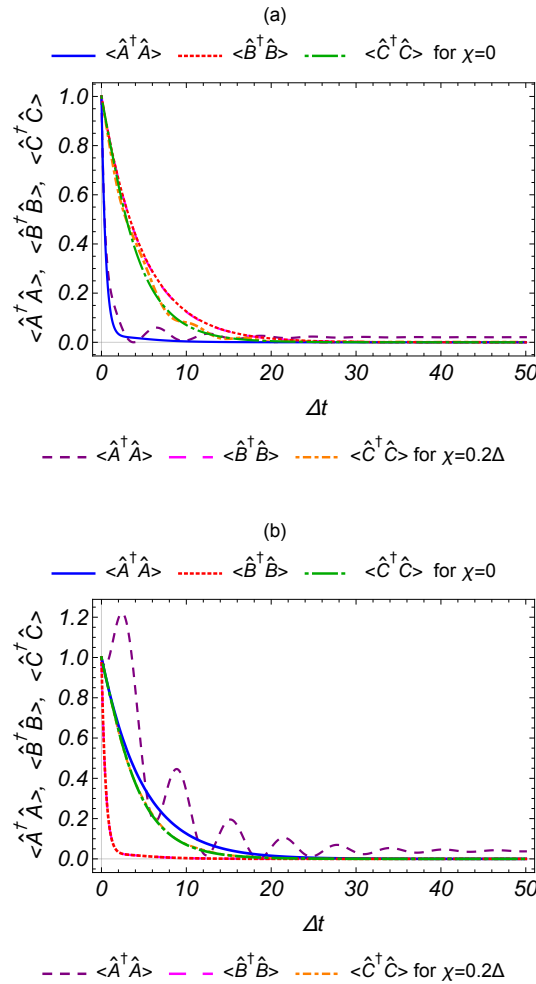 (a)
<Â†Â> <B̂†B̂> <Ĉ†Ĉ> for χ=0
<Â†Â>, <B̂†B̂>, <Ĉ†Ĉ>
1.0
0.8
0.6
0.4
0.2
0.0
0 10 20 30 40 50
Δt
<Â†Â> <B̂†B̂> <Ĉ†Ĉ> for χ=0.2Δ
(b)
<Â†Â> <B̂†B̂> <Ĉ†Ĉ> for χ=0
<Â†Â>, <B̂†B̂>, <Ĉ†Ĉ>
1.2
1.0
0.8
0.6
0.4
0.2
0.0
0 10 20 30 40 50
Δt
<Â†Â> <B̂†B̂> <Ĉ†Ĉ> for χ=0.2Δ